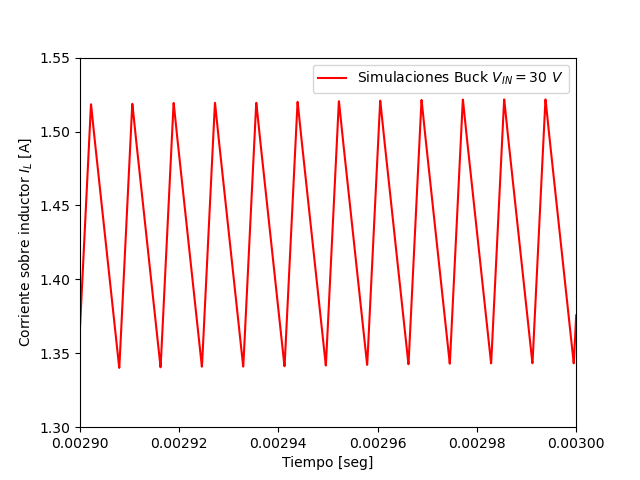 Simulaciones Buck V_IN = 30 V
1.55
1.50
1.45
1.40
1.35
1.30
Corriente sobre inductor I_L [A]
0.00290 0.00292 0.00294 0.00296 0.00298 0.00300
Tiempo [seg]